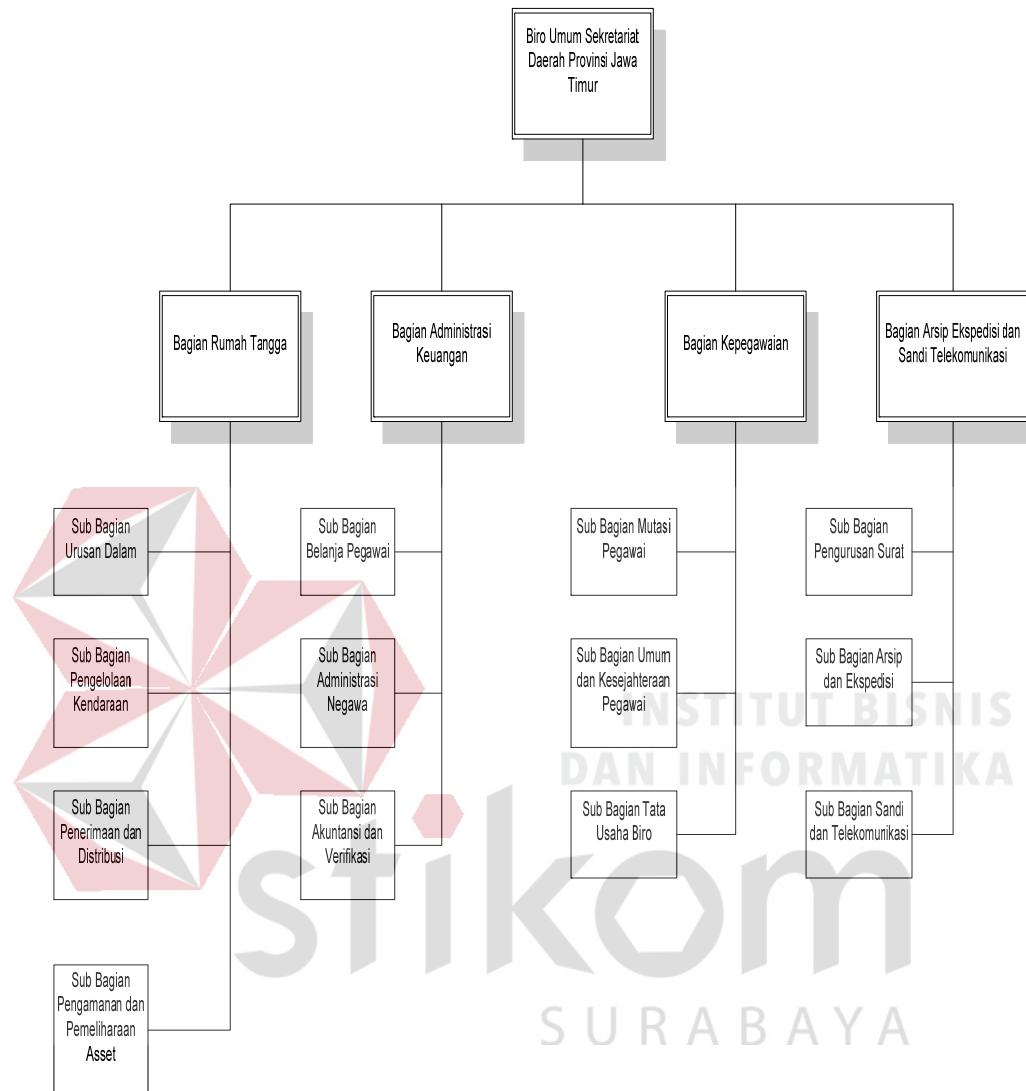 Biro Umum Sekretariat
Daerah Provinsi Jawa
Timur
Bagian Rumah Tangga
Bagian Administrasi
Keuangan
Bagian Kepegawaian
Bagian Arsip Ekspedisi dan
Sandi Telekomunikasi
Sub Bagian
Urusan Dalam
Sub Bagian
Belanja Pegawai
Sub Bagian Mutasi
Pegawai
Sub Bagian
Pengurusan Surat
Sub Bagian
Pengelolaan
Kendaraan
Sub Bagian
Administrasi
Negawa
Sub Bagian Umum
dan Kesejahteraan
Pegawai
Sub Bagian Arsip
dan Ekspedisi
Sub Bagian
Penerimaan dan
Distribusi
Sub Bagian
Akuntansi dan
Verifikasi
Sub Bagian Tata
Usaha Biro
Sub Bagian Sandi
dan Telekomunikasi
Sub Bagian
Pengamanan dan
Pemeliharaan
Asset
INSTITUT BISNIS
DAN INFORMATIKA
stikom
SURABAYA